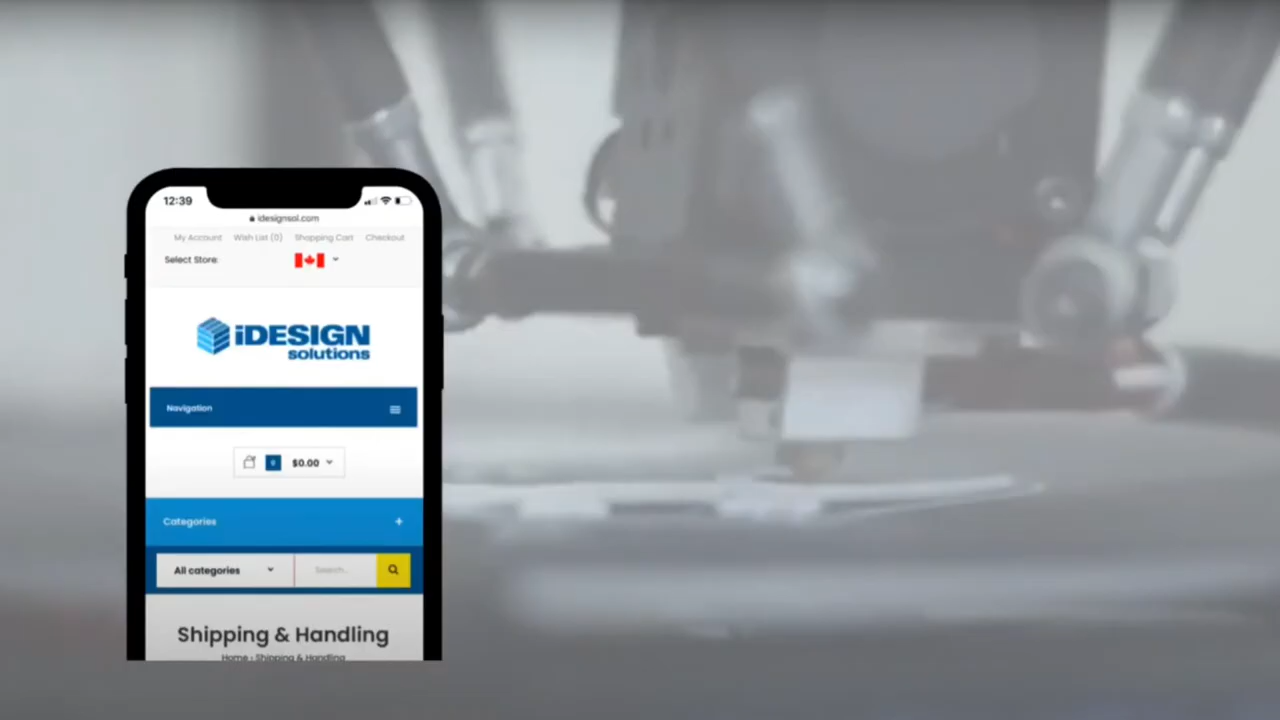 12:39
idesignsol.com
My Account Wish List (0) Shopping Cart Checkout
Select Store:
iDESIGN
solutions
Navigation
0 $0.00
Categories +
All categories Search...
Shipping & Handling
Home › Shipping & Handling